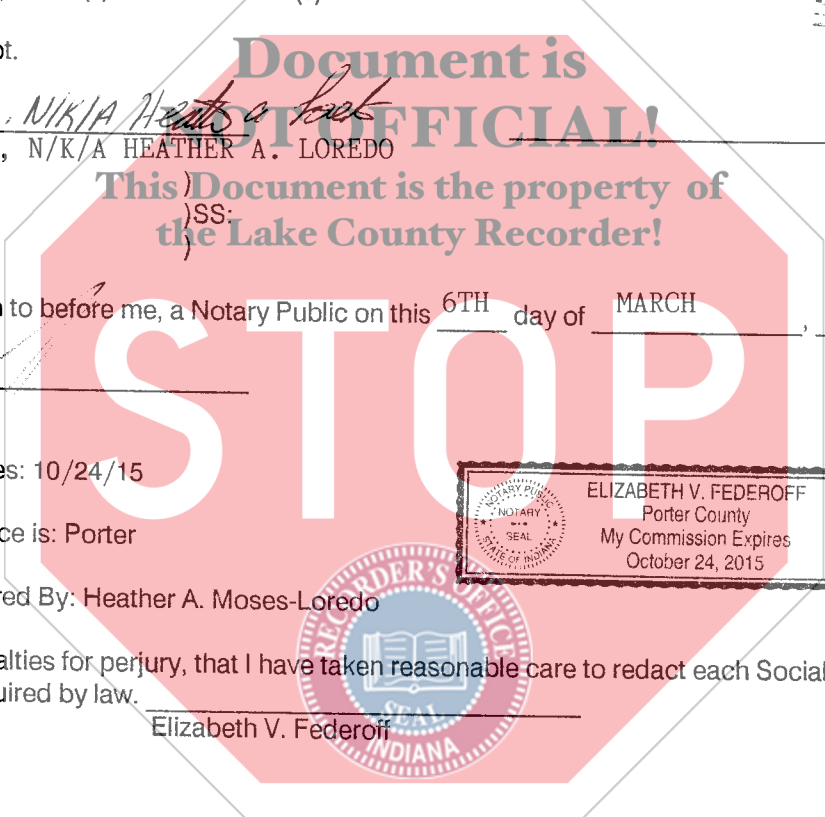 ot.
Document is
NOT OFFICIAL!
N/K/A Heather A Loredo
, N/K/A HEATHER A. LOREDO
This Document is the property of
)
)SS:
the Lake County Recorder!
)
to before me, a Notary Public on this 6TH day of MARCH ,
STOP
es: 10/24/15
ELIZABETH V. FEDEROFF
Porter County
My Commission Expires
October 24, 2015
NOTARY PUBLIC
NOTARY
SEAL
STATE OF INDIANA
ce is: Porter
RECORDER'S OFFICE
SEAL
INDIANA
red By: Heather A. Moses-Loredo
alties for perjury, that I have taken reasonable care to redact each Social
uired by law.
Elizabeth V. Federoff